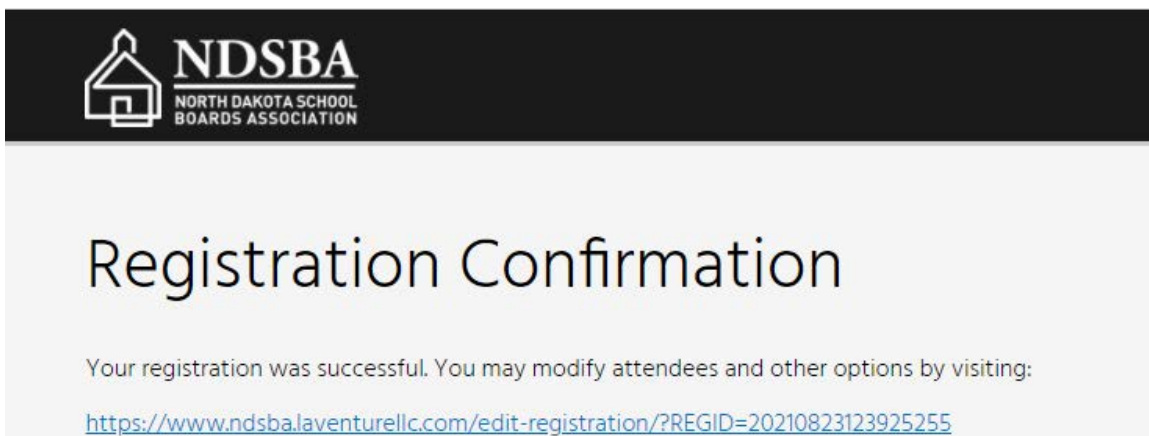 NDSBA
NORTH DAKOTA SCHOOL
BOARDS ASSOCIATION
Registration Confirmation
Your registration was successful. You may modify attendees and other options by visiting:
https://www.ndsba.laventurellc.com/edit-registration/?REGID=20210823123925255